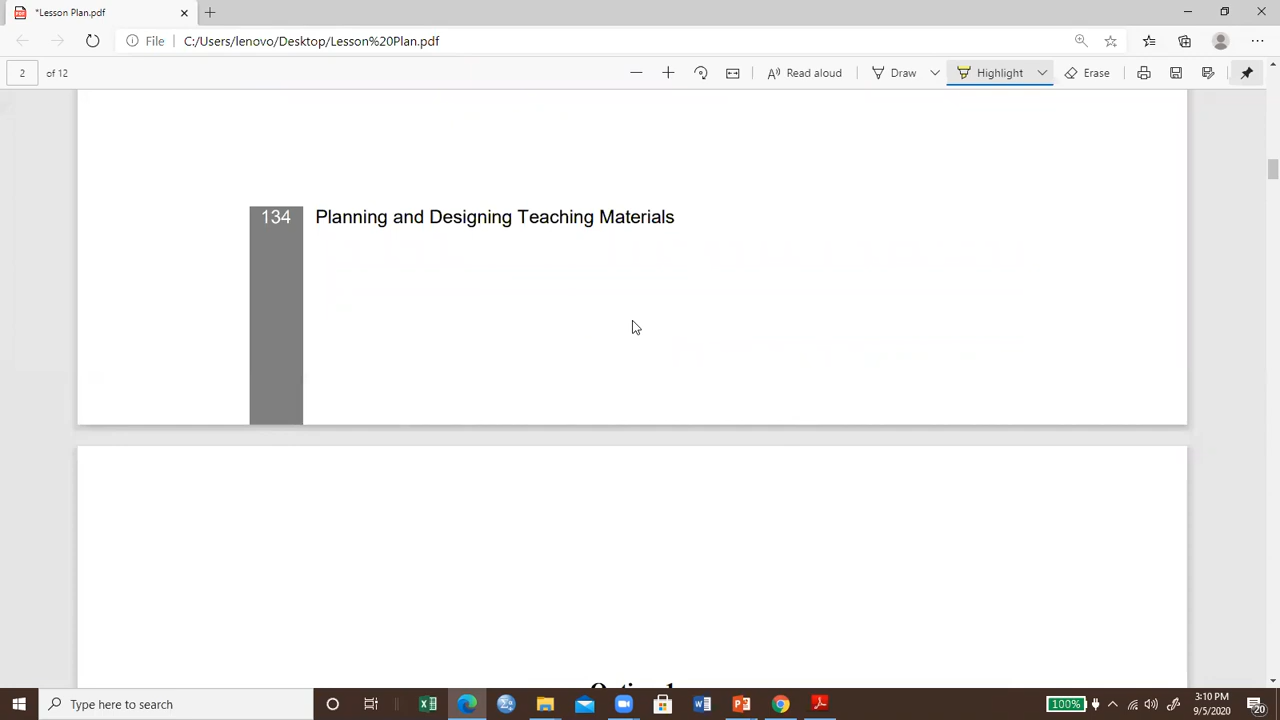 *Lesson Plan.pdf
File
C:/Users/lenovo/Desktop/Lesson%20Plan.pdf
2 of 12
Read aloud
Draw
Highlight
Erase
134 Planning and Designing Teaching Materials
Type here to search
100%
3:10 PM
9/5/2020
20